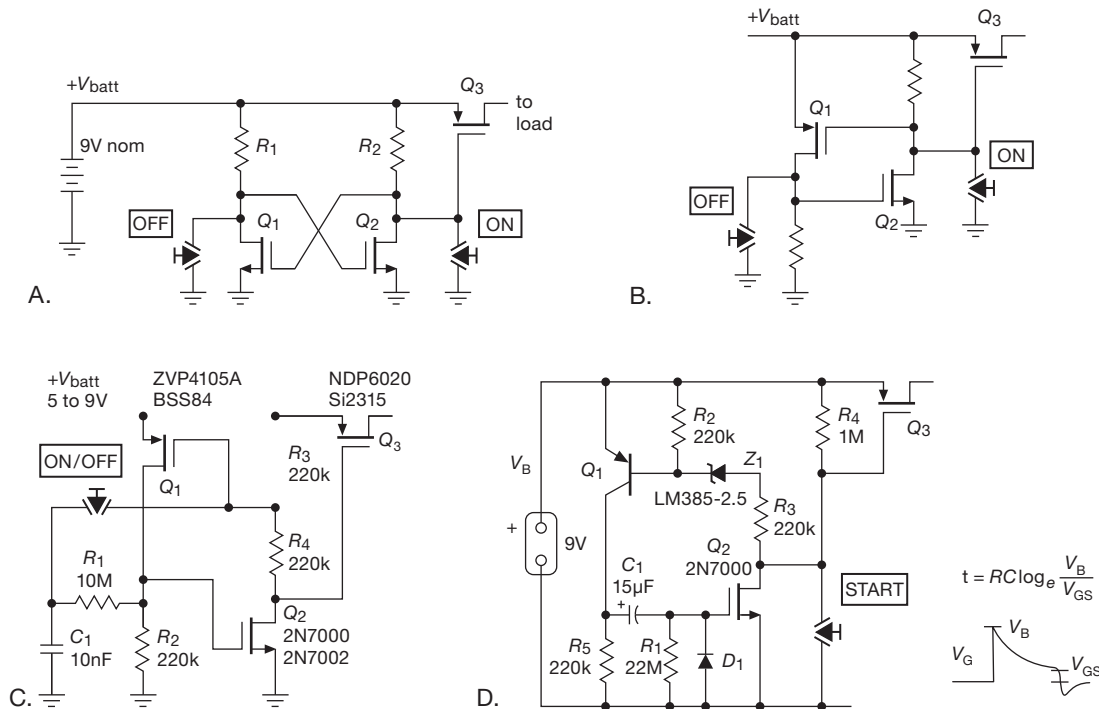 +Vbatt
9V nom
R1
R2
Q3
to
load
OFF
Q1
Q2
ON
A.
+Vbatt
Q3
Q1
ON
OFF
Q2
B.
+Vbatt
5 to 9V
ZVP4105A
BSS84
NDP6020
Si2315
ON/OFF
Q1
R3
220k
Q3
R1
10M
R4
220k
C1
10nF
R2
220k
Q2
2N7000
2N7002
C.
VB
+
9V
Q1
R2
220k
Z1
LM385-2.5
R4
1M
Q3
R3
220k
C1
15µF
+
Q2
2N7000
START
R5
220k
R1
22M
D1
D.
t = RC loge VB/VGS
VG
VB
VGS